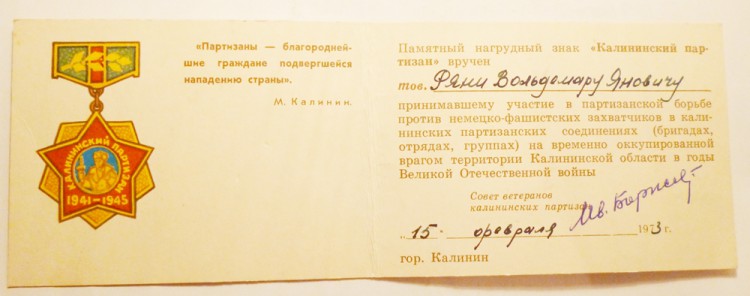 КАЛИНИНСКИЙ ПАРТИЗАН
1941–1945
«Партизаны — благородней-
шие граждане подвергшейся
нападению страны».
М. Калинин.
Памятный нагрудный знак «Калининский пар-
тизан» вручен
тов. Ряни Вольдемару Яновичу
принимавшему участие в партизанской борьбе
против немецко-фашистских захватчиков в кали-
нинских партизанских соединениях (бригадах,
отрядах, группах) на временно оккупированной
врагом территории Калининской области в годы
Великой Отечественной войны
Совет ветеранов
калининских партизан
„15" февраля 1973 г.
гор. Калинин